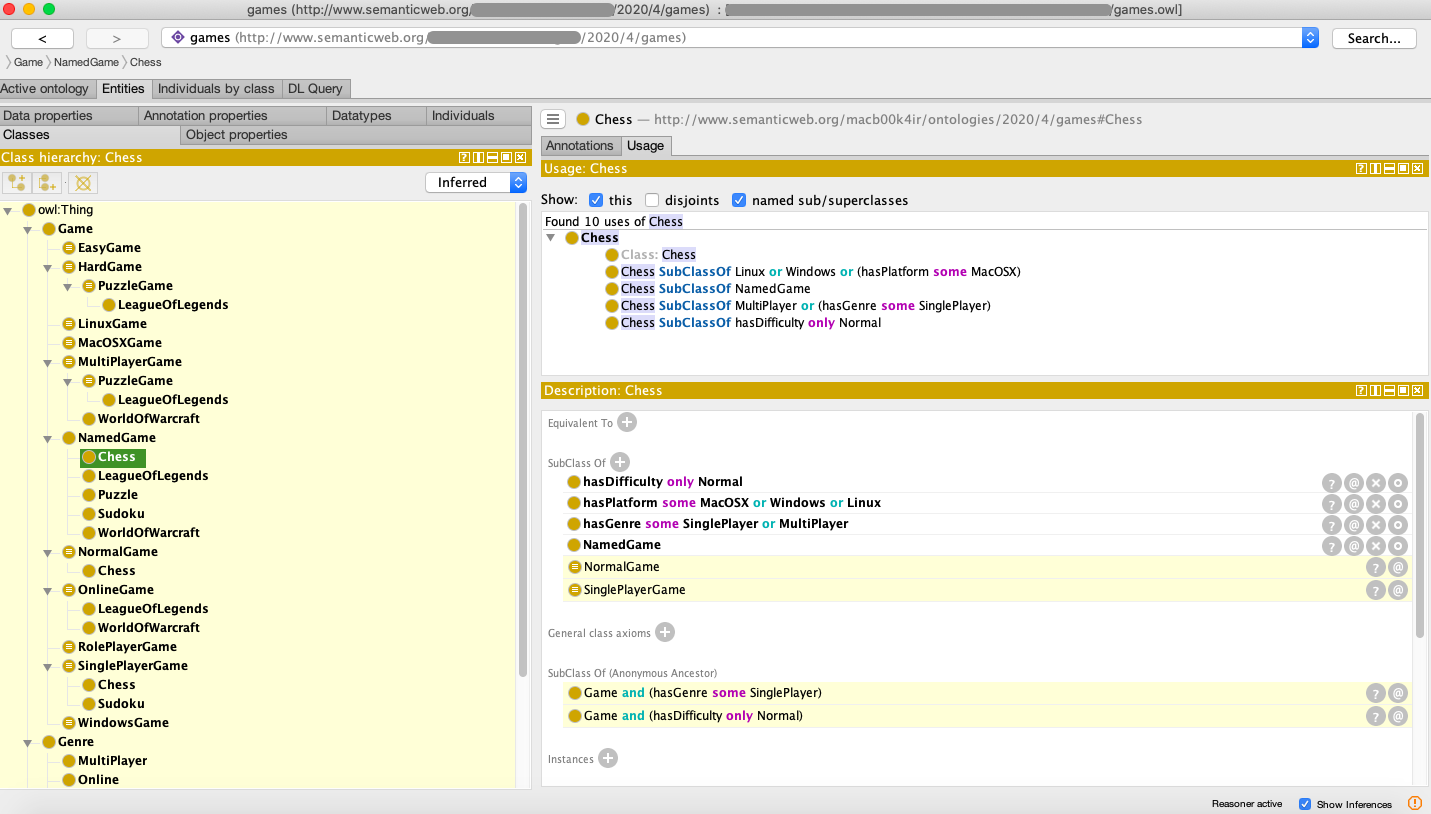 games (http://www.semanticweb.org/ /2020/4/games) : [ /games.owl]
< > games (http://www.semanticweb.org/ /2020/4/games) Search...
〉Game 〉NamedGame 〉Chess
Active ontology Entities Individuals by class DL Query
Data properties Annotation properties Datatypes Individuals
Classes Object properties
Class hierarchy: Chess
Inferred
owl:Thing
Game
EasyGame
HardGame
PuzzleGame
LeagueOfLegends
LinuxGame
MacOSXGame
MultiPlayerGame
PuzzleGame
LeagueOfLegends
WorldOfWarcraft
NamedGame
Chess
LeagueOfLegends
Puzzle
Sudoku
WorldOfWarcraft
NormalGame
Chess
OnlineGame
LeagueOfLegends
WorldOfWarcraft
RolePlayerGame
SinglePlayerGame
Chess
Sudoku
WindowsGame
Genre
MultiPlayer
Online
Chess — http://www.semanticweb.org/macb00k4ir/ontologies/2020/4/games#Chess
Annotations Usage
Usage: Chess
Show: this disjoints named sub/superclasses
Found 10 uses of Chess
Chess
Class: Chess
Chess SubClassOf Linux or Windows or (hasPlatform some MacOSX)
Chess SubClassOf NamedGame
Chess SubClassOf MultiPlayer or (hasGenre some SinglePlayer)
Chess SubClassOf hasDifficulty only Normal
Description: Chess
Equivalent To +
SubClass Of +
hasDifficulty only Normal ? @ x o
hasPlatform some MacOSX or Windows or Linux ? @ x o
hasGenre some SinglePlayer or MultiPlayer ? @ x o
NamedGame ? @ x o
NormalGame ? @
SinglePlayerGame ? @
General class axioms +
SubClass Of (Anonymous Ancestor)
Game and (hasGenre some SinglePlayer) ? @
Game and (hasDifficulty only Normal) ? @
Instances +
Reasoner active Show Inferences